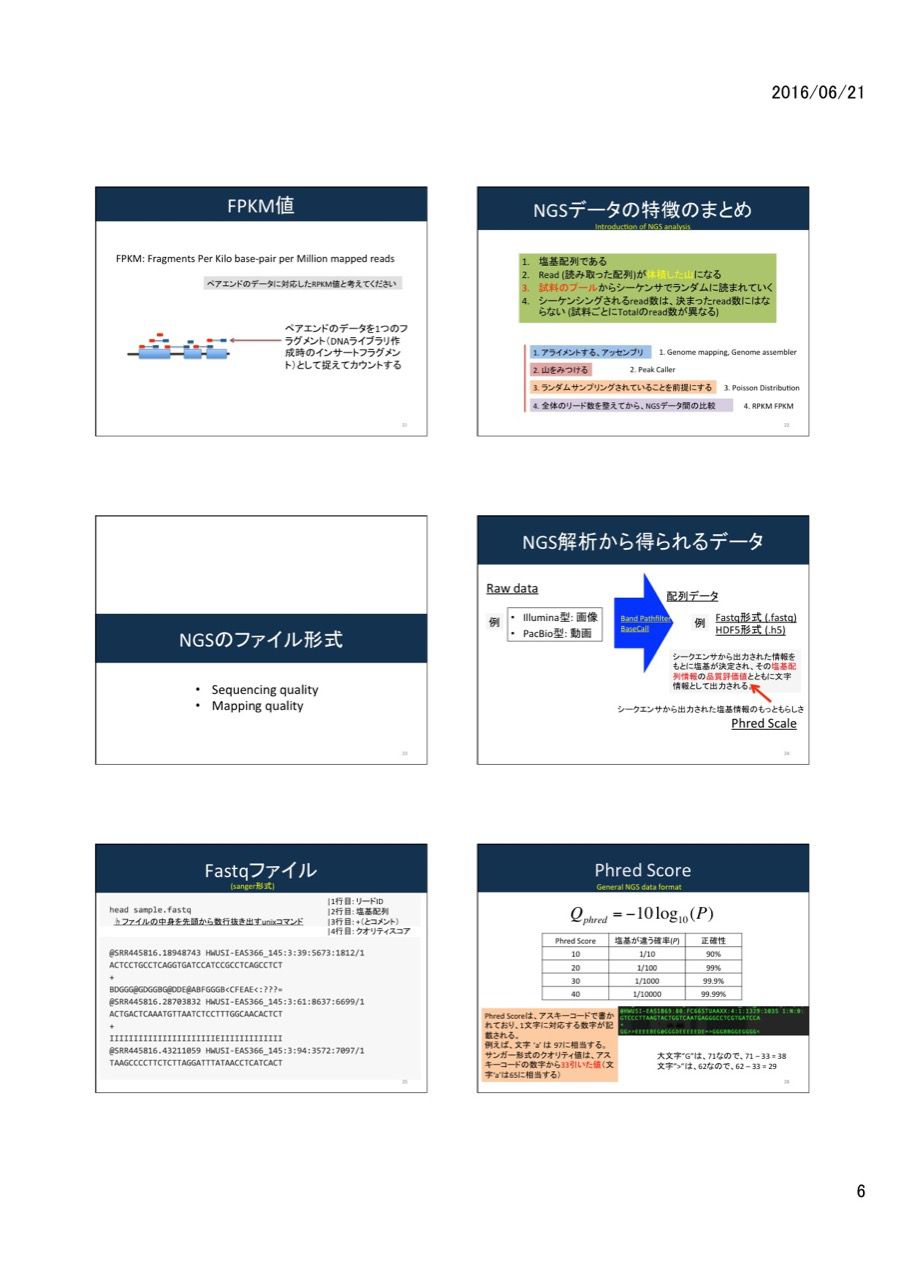 2016/06/21
FPKM値
FPKM: Fragments Per Kilo base-pair per Million mapped reads
ペアエンドのデータに対応したRPKM値と考えてください
ペアエンドのデータを1つのフ
ラグメント（DNAライブラリ作
成時のインサートフラグメン
ト）として捉えてカウントする
21
NGSデータの特徴のまとめ
Introduction of NGS analysis
1. 塩基配列である
2. Read (読み取った配列)が体積した山になる
3. 試料のプールからシーケンサでランダムに読まれていく
4. シーケンシングされるread数は、決まったread数にはな
らない (試料ごとにTotalのread数が異なる)
1. アライメントする、アッセンブリ 1. Genome mapping, Genome assembler
2. 山をみつける 2. Peak Caller
3. ランダムサンプリングされていることを前提にする 3. Poisson Distribution
4. 全体のリード数を整えてから、NGSデータ間の比較 4. RPKM FPKM
22
NGSのファイル形式
• Sequencing quality
• Mapping quality
23
NGS解析から得られるデータ
Raw data
例
• Illumina型: 画像
• PacBio型: 動画
Band Pathfilter
BaseCall
配列データ
例
Fastq形式 (.fastq)
HDF5形式 (.h5)
シークエンサから出力された情報を
もとに塩基が決定され、その塩基配
列情報の品質評価値とともに文字
情報として出力される。
シークエンサから出力された塩基情報のもっともらしさ
Phred Scale
24
Fastqファイル
(sanger形式)
|1行目: リードID
|2行目: 塩基配列
|3行目: +（とコメント）
|4行目: クオリティスコア
head sample.fastq
ファイルの中身を先頭から数行抜き出すunixコマンド
@SRR445816.18948743 HWUSI-EAS366_145:3:39:5673:1812/1
ACTCCTGCCTCAGGTGATCCATCCGCCTCAGCCTCT
+
BDGGG@GDGGBG@DDE@ABFGGGB<CFEAE<:???=
@SRR445816.28703832 HWUSI-EAS366_145:3:61:8637:6699/1
ACTGACTCAAATGTTAATCTCCTTTGGCAACACTCT
+
IIIIIIIIIIIIIIIIIIIIIIEIIIIIIIIIIIII
@SRR445816.43211059 HWUSI-EAS366_145:3:94:3572:7097/1
TAAGCCCCTTCTCTTAGGATTTATAACCTCATCACT
25
Phred Score
General NGS data format
Qphred = −10 log10(P)
Phred Score 塩基が違う確率(P) 正確性
10 1/10 90%
20 1/100 99%
30 1/1000 99.9%
40 1/10000 99.99%
Phred Scoreは、アスキーコードで書か
れており、1文字に対応する数字が記
載される。
例えば、文字 'a' は 97に相当する。
サンガー形式のクオリティ値は、アス
キーコードの数字から33引いた値（文
字'a'は65に相当する）
GTCCCTTAAGTACTGGTCAATGAGGGCCTCGTGATCCA
+
大文字"G"は、71なので、71 – 33 = 38
文字">"は、62なので、62 – 33 = 29
26
6